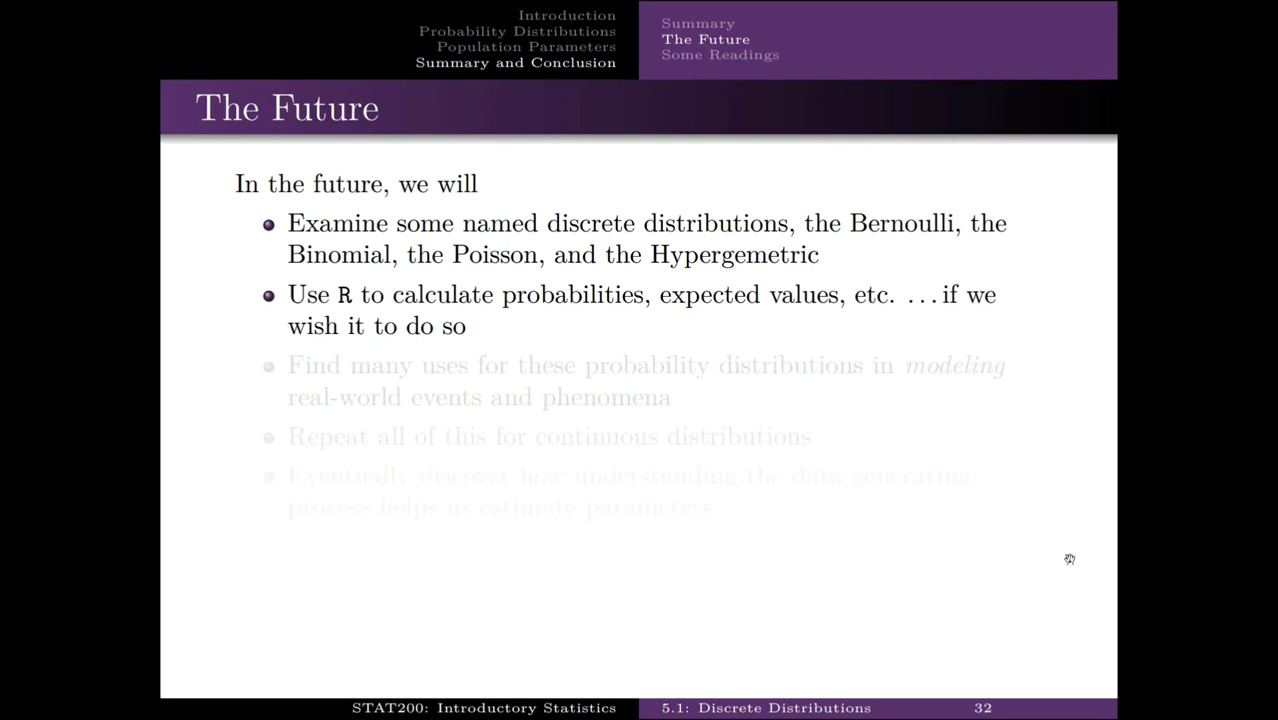 Introduction
Probability Distributions
Population Parameters
Summary and Conclusion
Summary
The Future
Some Readings
The Future
In the future, we will
Examine some named discrete distributions, the Bernoulli, the
Binomial, the Poisson, and the Hypergemetric
Use R to calculate probabilities, expected values, etc. ...if we
wish it to do so
Find many uses for these probability distributions in modeling
real-world events and phenomena
Repeat all of this for continuous distributions
Eventually discover how understanding the data-generating
process helps us estimate parameters
STAT200: Introductory Statistics
5.1: Discrete Distributions
32